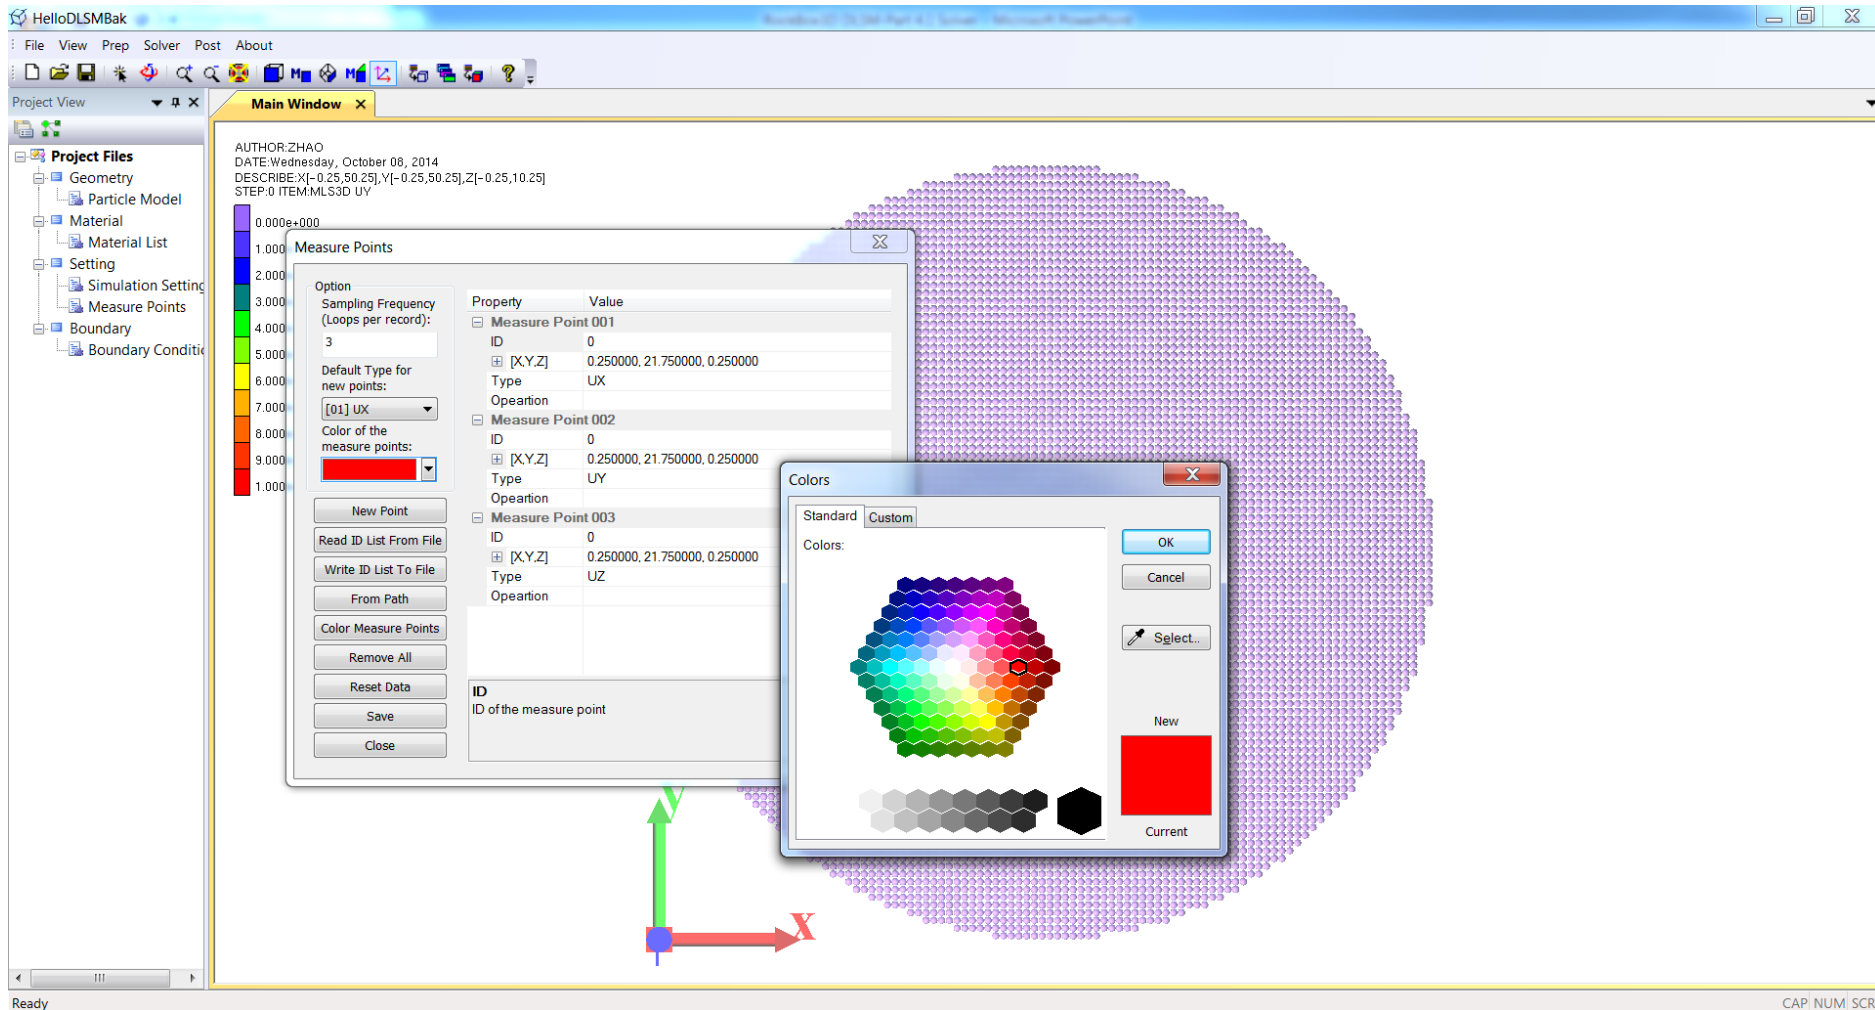 HelloDLSMBak
File View Prep Solver Post About
Project View
Main Window
Project Files
Geometry
Particle Model
Material
Material List
Setting
Simulation Setting
Measure Points
Boundary
Boundary Conditi
AUTHOR:ZHAO
DATE:Wednesday, October 08, 2014
DESCRIBE:X[-0.25,50.25],Y[-0.25,50.25],Z[-0.25,10.25]
STEP:0 ITEM:MLS3D UY
0.000e+000
1.000
2.000
3.000
4.000
5.000
6.000
7.000
8.000
9.000
1.000
Measure Points
Option
Sampling Frequency
(Loops per record):
3
Default Type for
new points:
[01] UX
Color of the
measure points:
New Point
Read ID List From File
Write ID List To File
From Path
Color Measure Points
Remove All
Reset Data
Save
Close
Property Value
Measure Point 001
ID 0
[X,Y,Z] 0.250000, 21.750000, 0.250000
Type UX
Opeartion
Measure Point 002
ID 0
[X,Y,Z] 0.250000, 21.750000, 0.250000
Type UY
Opeartion
Measure Point 003
ID 0
[X,Y,Z] 0.250000, 21.750000, 0.250000
Type UZ
Opeartion
ID
ID of the measure point
Colors
Standard Custom
Colors:
OK
Cancel
Select...
New
Current
y
x
Ready
CAP NUM SCR